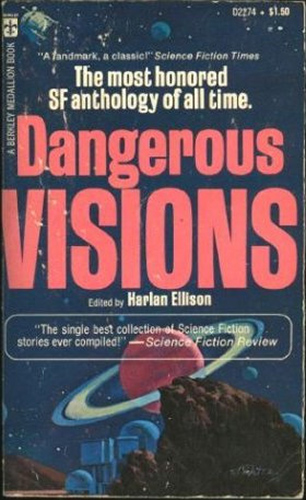 D2274 • $1.50
A BERKLEY MEDALLION BOOK
"A landmark, a classic!" Science Fiction Times
The most honored
SF anthology of all time.
Dangerous
VISIONS
Edited by Harlan Ellison
"The single best collection of Science Fiction
stories ever compiled!" — Science Fiction Review